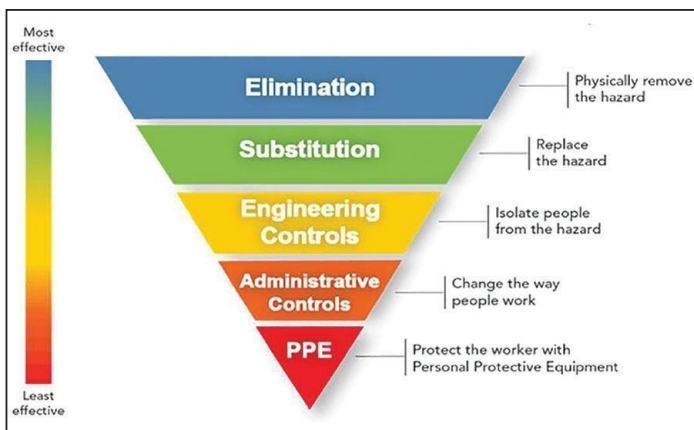 Most
effective
Elimination
Physically remove
the hazard
Substitution
Replace
the hazard
Engineering
Controls
Isolate people
from the hazard
Administrative
Controls
Change the way
people work
PPE
Protect the worker with
Personal Protective Equipment
Least
effective